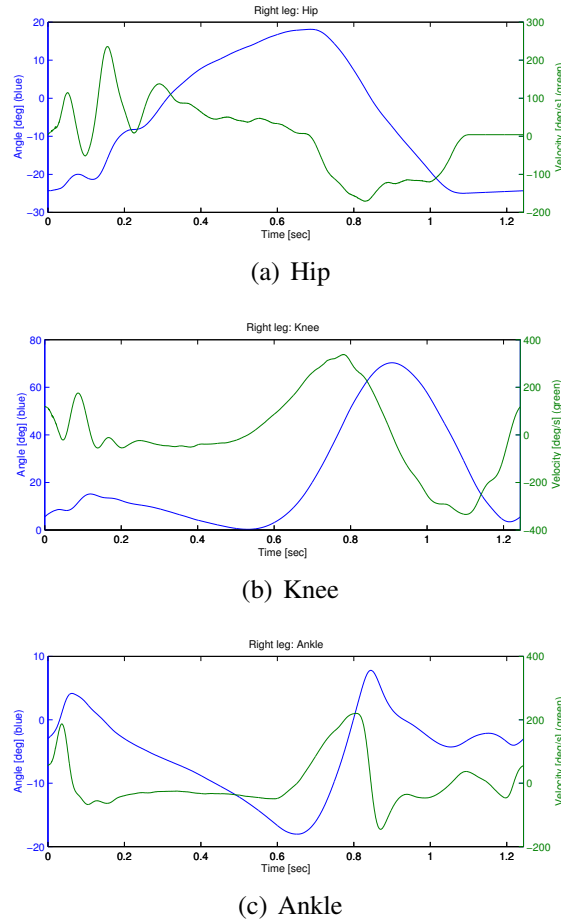 Right leg: Hip
20
10
0
−10
−20
−30
Angle [deg] (blue)
300
200
100
0
−100
−200
Velocity [deg/s] (green)
0 0.2 0.4 0.6 0.8 1 1.2
Time [sec]
(a) Hip
Right leg: Knee
80
60
40
20
0
Angle [deg] (blue)
400
200
0
−200
−400
Velocity [deg/s] (green)
0 0.2 0.4 0.6 0.8 1 1.2
Time [sec]
(b) Knee
Right leg: Ankle
10
0
−10
−20
Angle [deg] (blue)
400
200
0
−200
Velocity [deg/s] (green)
0 0.2 0.4 0.6 0.8 1 1.2
Time [sec]
(c) Ankle